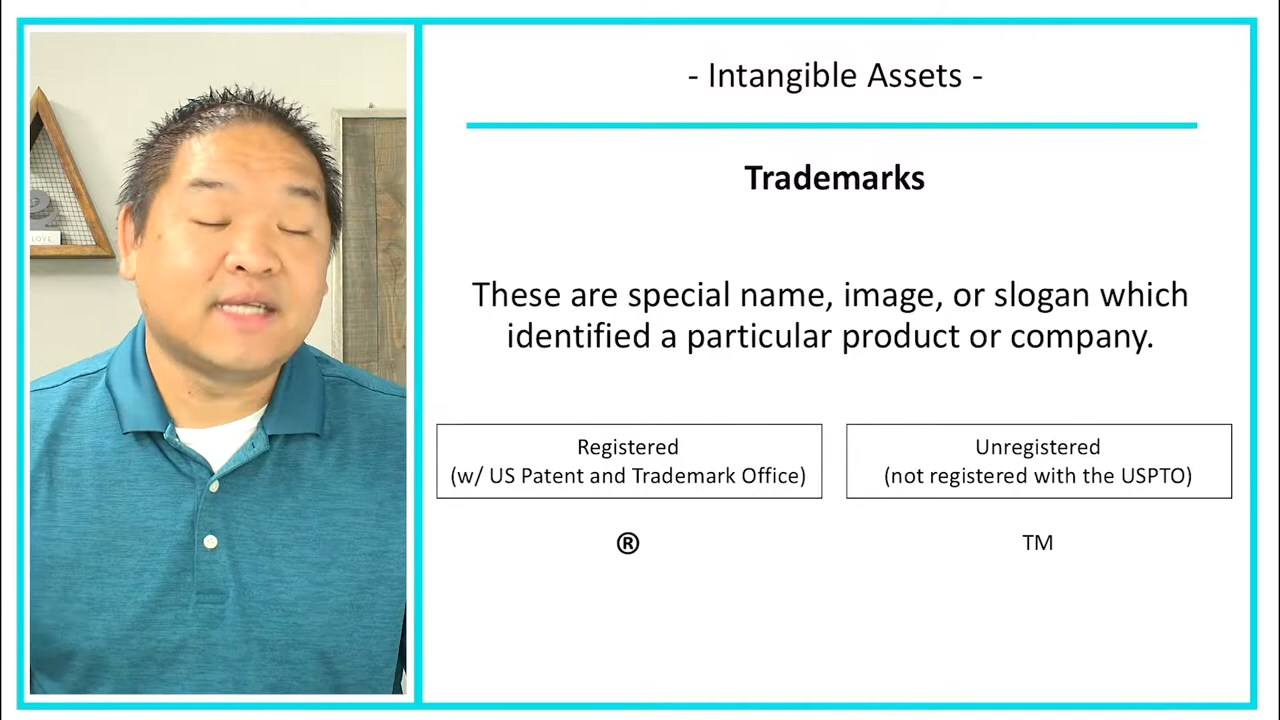 - Intangible Assets -
Trademarks
These are special name, image, or slogan which
identified a particular product or company.
Registered
(w/ US Patent and Trademark Office)
Unregistered
(not registered with the USPTO)
®
TM
LOVE